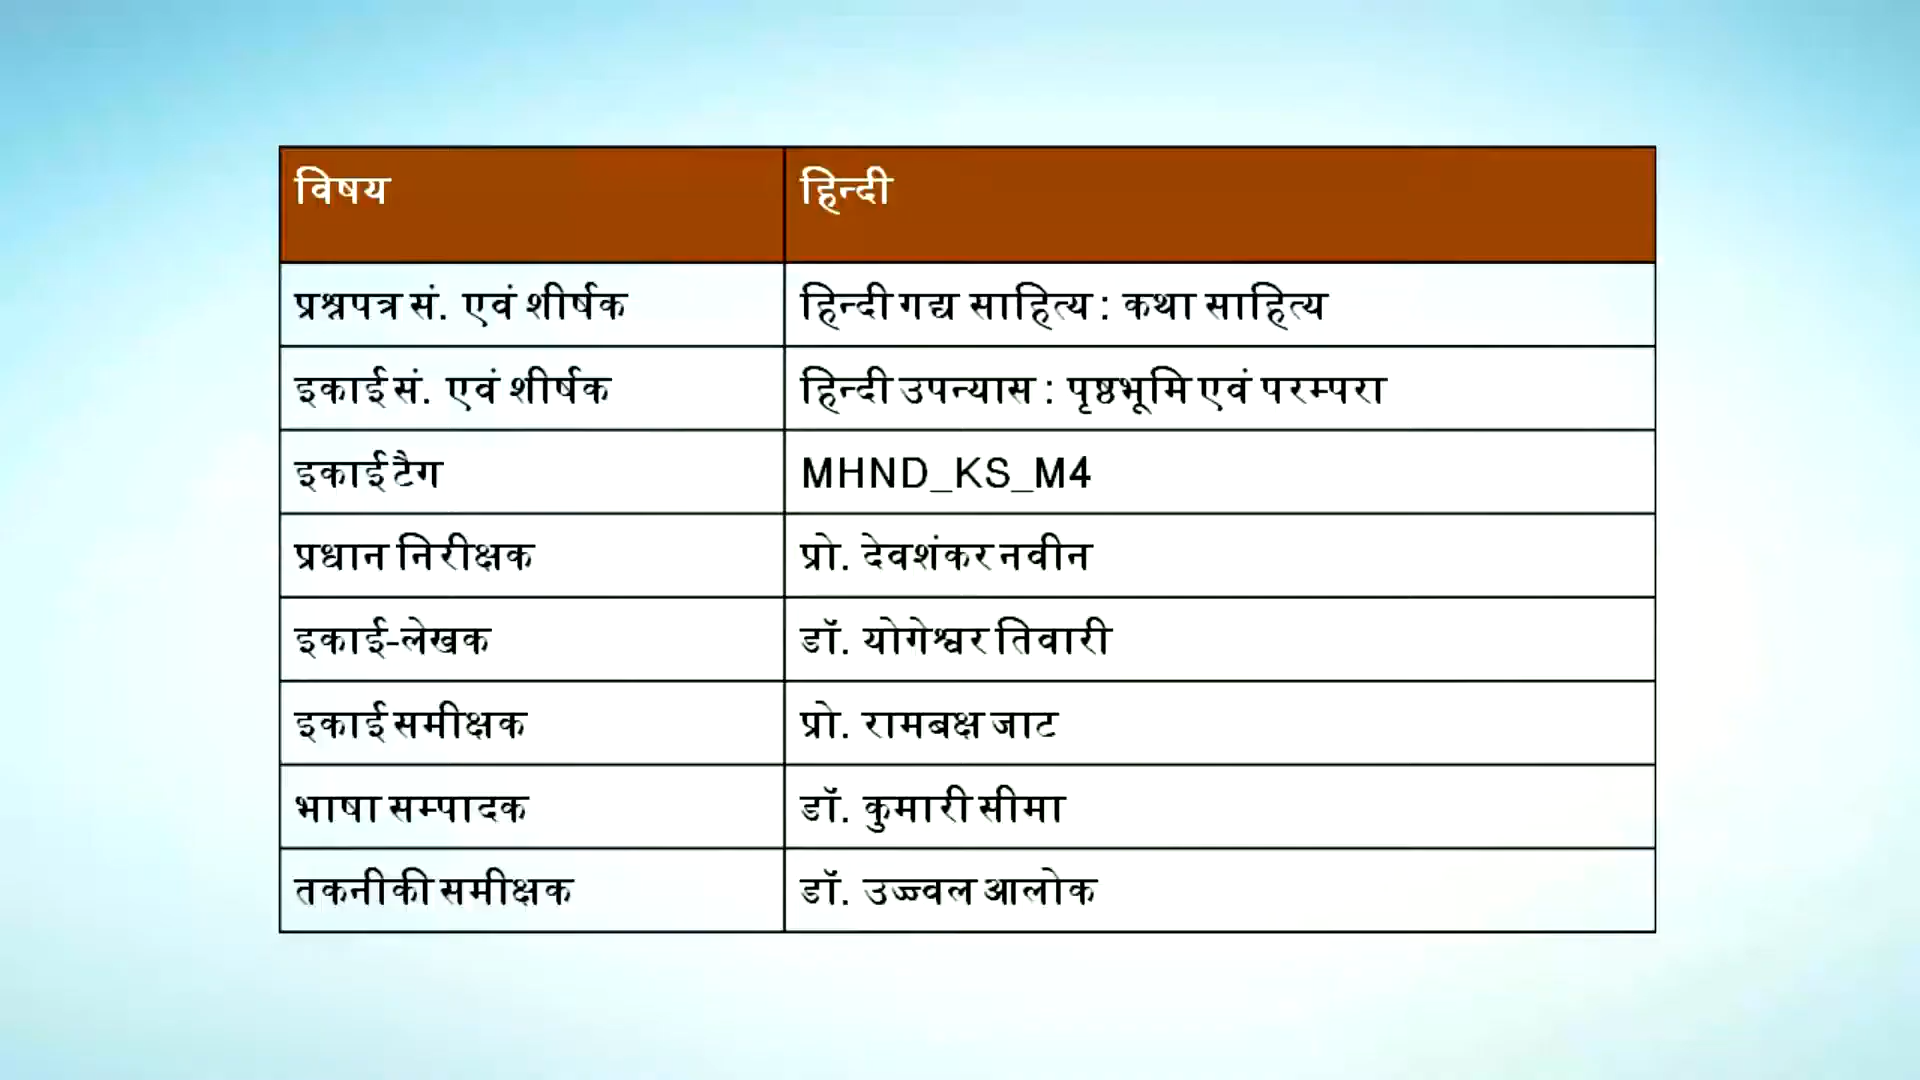 विषय हिन्दी
प्रश्नपत्र सं. एवं शीर्षक हिन्दी गद्य साहित्य : कथा साहित्य
इकाई सं. एवं शीर्षक हिन्दी उपन्यास : पृष्ठभूमि एवं परम्परा
इकाई टैग MHND_KS_M4
प्रधान निरीक्षक प्रो. देवशंकर नवीन
इकाई-लेखक डॉ. योगेश्वर तिवारी
इकाई समीक्षक प्रो. रामबक्ष जाट
भाषा सम्पादक डॉ. कुमारी सीमा
तकनीकी समीक्षक डॉ. उज्ज्वल आलोक